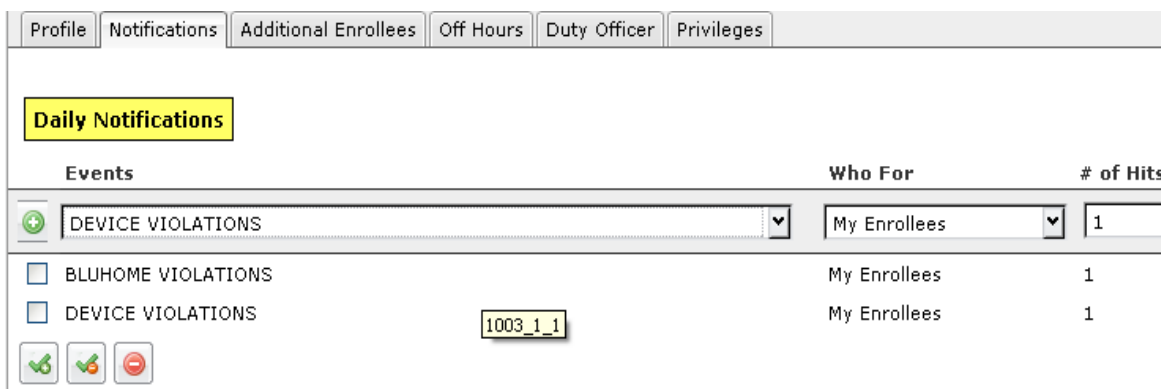 Profile Notifications Additional Enrollees Off Hours Duty Officer Privileges
Daily Notifications
Events Who For # of Hits
DEVICE VIOLATIONS My Enrollees 1
BLUHOME VIOLATIONS My Enrollees 1
DEVICE VIOLATIONS My Enrollees 1
1003_1_1